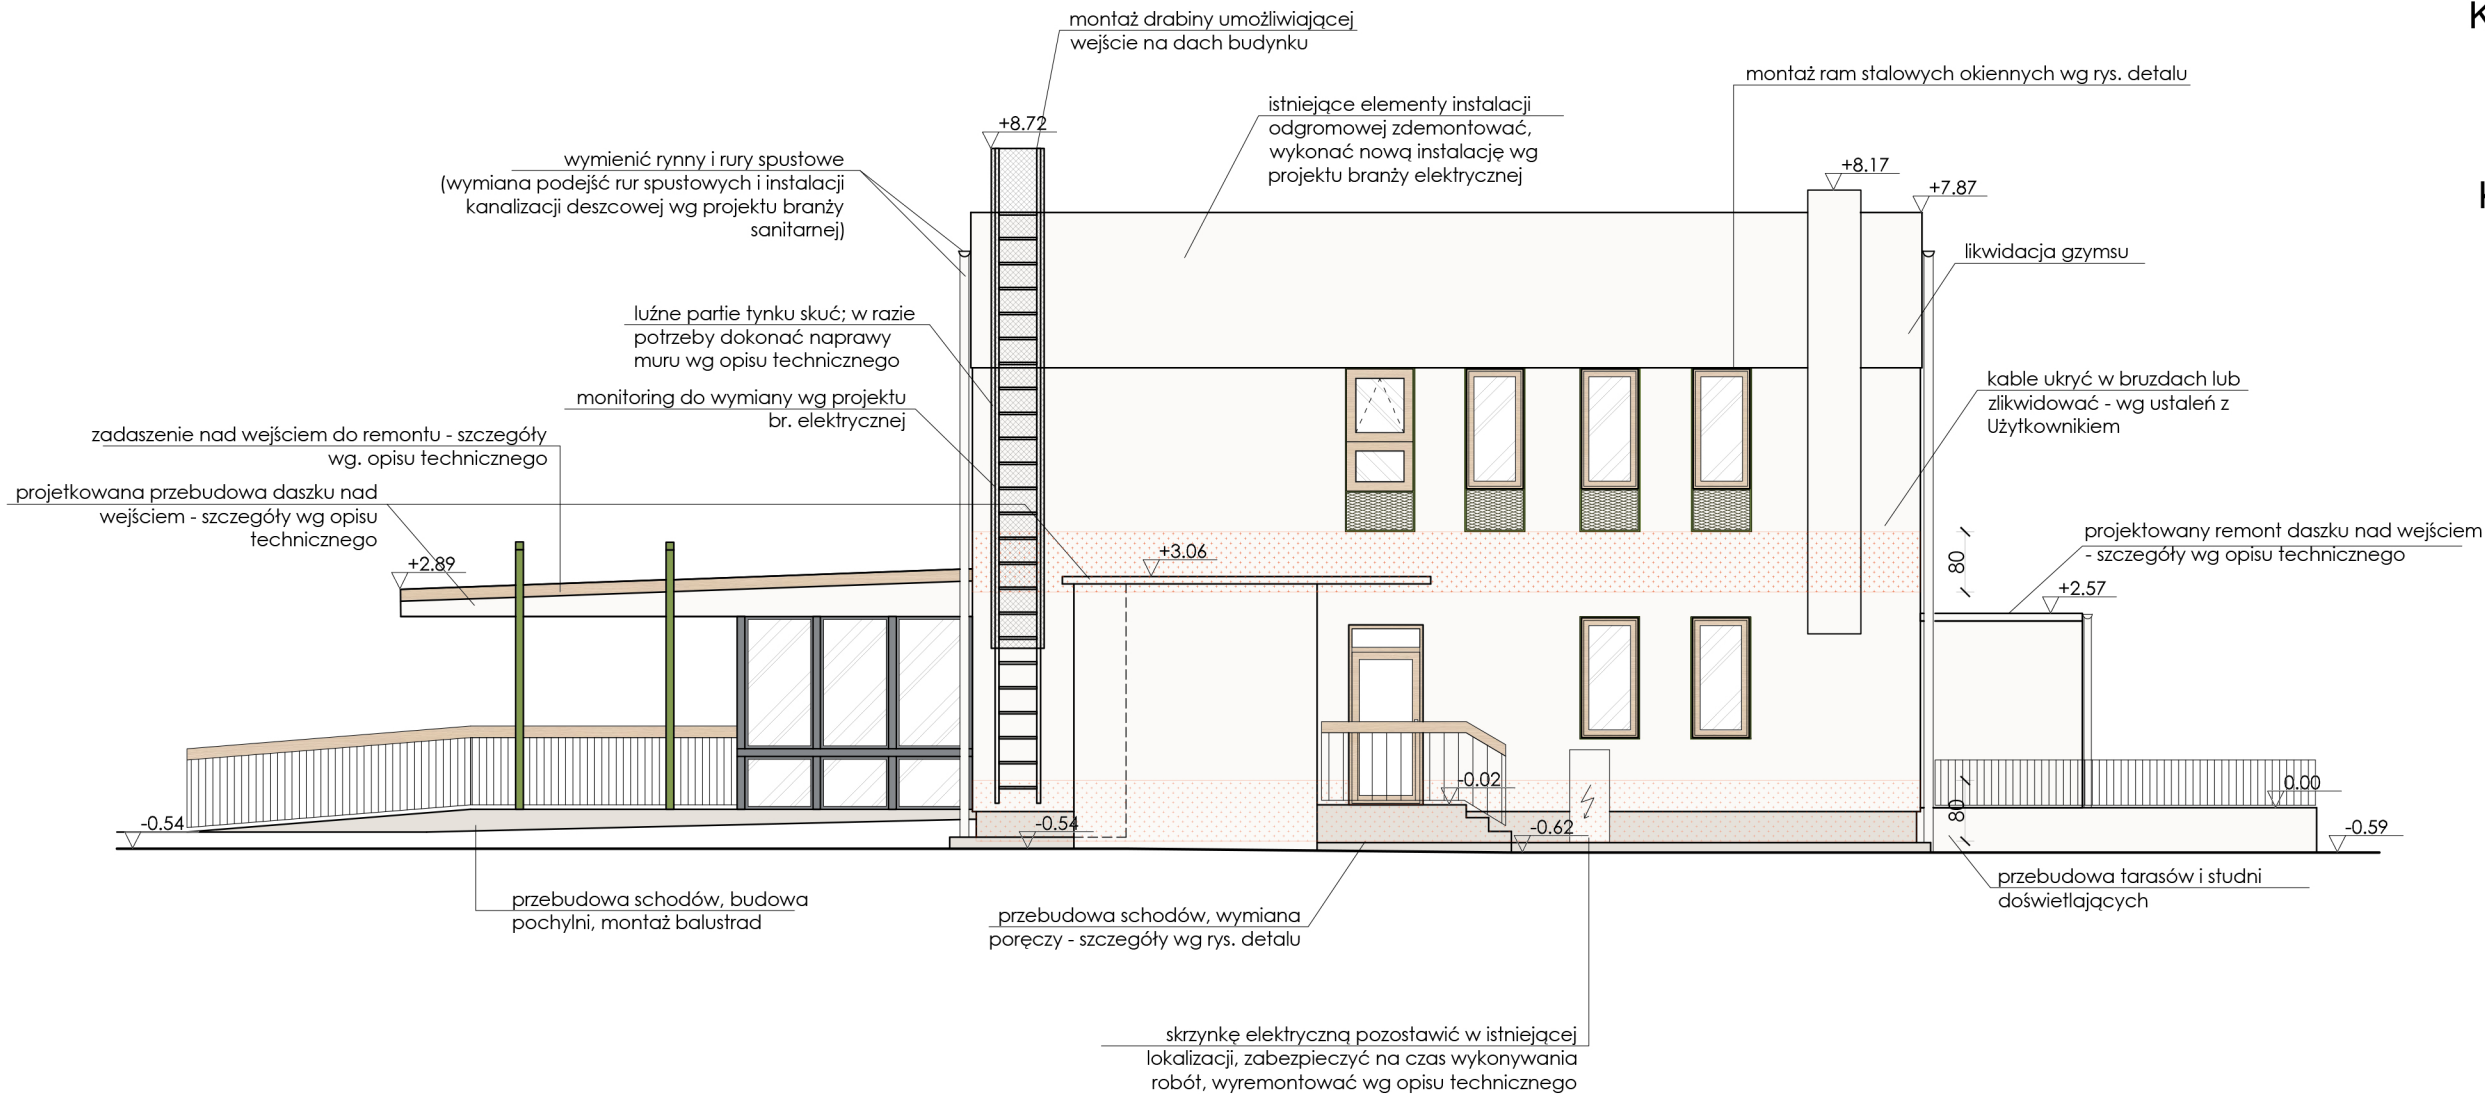 montaż drabiny umożliwiającej
wejście na dach budynku
K
montaż ram stalowych okiennych wg rys. detalu
istniejące elementy instalacji
odgromowej zdemontować,
wykonać nową instalację wg
projektu branży elektrycznej
+8.72
wymienić rynny i rury spustowe
(wymiana podejść rur spustowych i instalacji
kanalizacji deszcowej wg projektu branży
sanitarnej)
+8.17
+7.87
likwidacja gzymsu
luźne partie tynku skuć; w razie
potrzeby dokonać naprawy
muru wg opisu technicznego
monitoring do wymiany wg projektu
br. elektrycznej
kable ukryć w bruzdach lub
zlikwidować - wg ustaleń z
Użytkownikiem
zadaszenie nad wejściem do remontu - szczegóły
wg. opisu technicznego
projetkowana przebudowa daszku nad
wejściem - szczegóły wg opisu
technicznego
projektowany remont daszku nad wejściem
- szczegóły wg opisu technicznego
+2.89
+3.06
80
+2.57
-0.02
0.00
80
-0.54
-0.54
-0.62
-0.59
przebudowa tarasów i studni
doświetlających
przebudowa schodów, budowa
pochylni, montaż balustrad
przebudowa schodów, wymiana
poręczy - szczegóły wg rys. detalu
skrzynkę elektryczną pozostawić w istniejącej
lokalizacji, zabezpieczyć na czas wykonywania
robót, wyremontować wg opisu technicznego